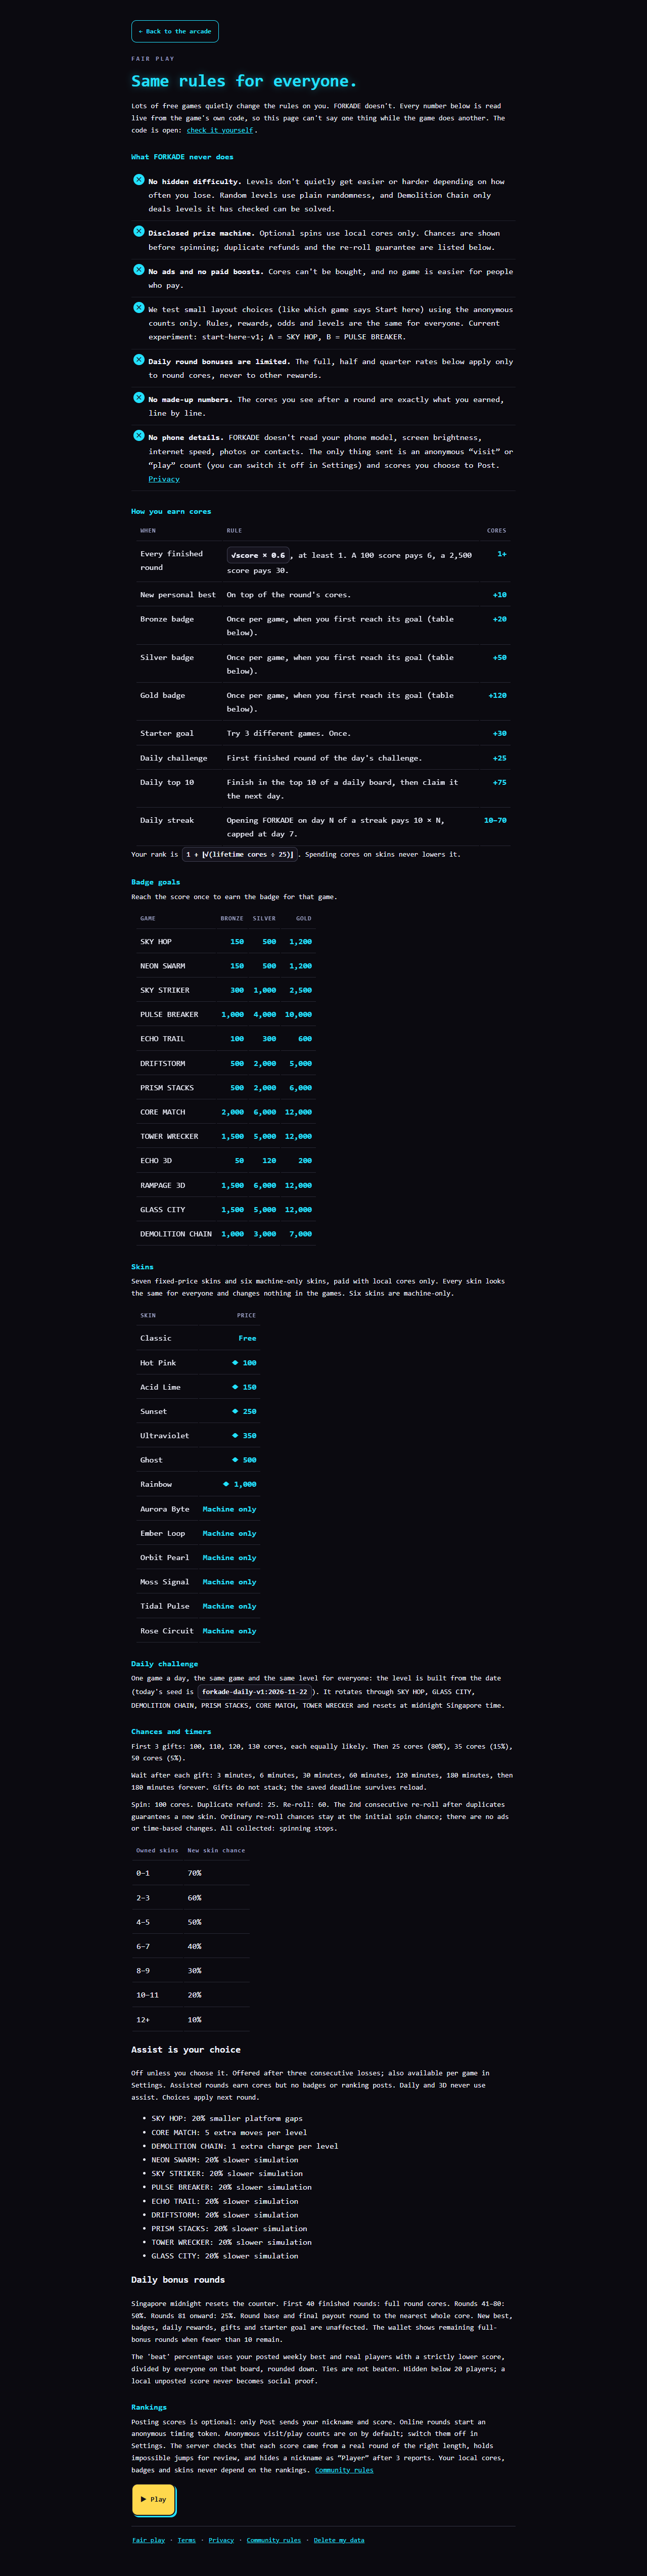 ← Back to the arcade
FAIR PLAY
Same rules for everyone.
Lots of free games quietly change the rules on you. FORKADE doesn't. Every number below is read
live from the game's own code, so this page can't say one thing while the game does another. The
code is open: check it yourself.
What FORKADE never does
No hidden difficulty. Levels don't quietly get easier or harder depending on how
often you lose. Random levels use plain randomness, and Demolition Chain only
deals levels it has checked can be solved.
Disclosed prize machine. Optional spins use local cores only. Chances are shown
before spinning; duplicate refunds and the re-roll guarantee are listed below.
No ads and no paid boosts. Cores can't be bought, and no game is easier for people
who pay.
We test small layout choices (like which game says Start here) using the anonymous
counts only. Rules, rewards, odds and levels are the same for everyone. Current
experiment: start-here-v1; A = SKY HOP, B = PULSE BREAKER.
Daily round bonuses are limited. The full, half and quarter rates below apply only
to round cores, never to other rewards.
No made-up numbers. The cores you see after a round are exactly what you earned,
line by line.
No phone details. FORKADE doesn't read your phone model, screen brightness,
internet speed, photos or contacts. The only thing sent is an anonymous “visit” or
“play” count (you can switch it off in Settings) and scores you choose to Post.
Privacy
How you earn cores
WHEN RULE CORES
Every finished round √score × 0.6, at least 1. A 100 score pays 6, a 2,500 score pays 30. 1+
New personal best On top of the round's cores. +10
Bronze badge Once per game, when you first reach its goal (table below). +20
Silver badge Once per game, when you first reach its goal (table below). +50
Gold badge Once per game, when you first reach its goal (table below). +120
Starter goal Try 3 different games. Once. +30
Daily challenge First finished round of the day's challenge. +25
Daily top 10 Finish in the top 10 of a daily board, then claim it the next day. +75
Daily streak Opening FORKADE on day N of a streak pays 10 × N, capped at day 7. 10–70
Your rank is 1 + ⌊√(lifetime cores ÷ 25)⌋. Spending cores on skins never lowers it.
Badge goals
Reach the score once to earn the badge for that game.
GAME BRONZE SILVER GOLD
SKY HOP 150 500 1,200
NEON SWARM 150 500 1,200
SKY STRIKER 300 1,000 2,500
PULSE BREAKER 1,000 4,000 10,000
ECHO TRAIL 100 300 600
DRIFTSTORM 500 2,000 5,000
PRISM STACKS 500 2,000 6,000
CORE MATCH 2,000 6,000 12,000
TOWER WRECKER 1,500 5,000 12,000
ECHO 3D 50 120 200
RAMPAGE 3D 1,500 6,000 12,000
GLASS CITY 1,500 5,000 12,000
DEMOLITION CHAIN 1,000 3,000 7,000
Skins
Seven fixed-price skins and six machine-only skins, paid with local cores only. Every skin looks
the same for everyone and changes nothing in the games. Six skins are machine-only.
SKIN PRICE
Classic Free
Hot Pink ◆ 100
Acid Lime ◆ 150
Sunset ◆ 250
Ultraviolet ◆ 350
Ghost ◆ 500
Rainbow ◆ 1,000
Aurora Byte Machine only
Ember Loop Machine only
Orbit Pearl Machine only
Moss Signal Machine only
Tidal Pulse Machine only
Rose Circuit Machine only
Daily challenge
One game a day, the same game and the same level for everyone: the level is built from the date
(today's seed is forkade-daily-v1:2026-11-22). It rotates through SKY HOP, GLASS CITY,
DEMOLITION CHAIN, PRISM STACKS, CORE MATCH, TOWER WRECKER and resets at midnight Singapore time.
Chances and timers
First 3 gifts: 100, 110, 120, 130 cores, each equally likely. Then 25 cores (80%), 35 cores (15%),
50 cores (5%).
Wait after each gift: 3 minutes, 6 minutes, 30 minutes, 60 minutes, 120 minutes, 180 minutes, then
180 minutes forever. Gifts do not stack; the saved deadline survives reload.
Spin: 100 cores. Duplicate refund: 25. Re-roll: 60. The 2nd consecutive re-roll after duplicates
guarantees a new skin. Ordinary re-roll chances stay at the initial spin chance; there are no ads
or time-based changes. All collected: spinning stops.
Owned skins New skin chance
0–1 70%
2–3 60%
4–5 50%
6–7 40%
8–9 30%
10–11 20%
12+ 10%
Assist is your choice
Off unless you choose it. Offered after three consecutive losses; also available per game in
Settings. Assisted rounds earn cores but no badges or ranking posts. Daily and 3D never use
assist. Choices apply next round.
• SKY HOP: 20% smaller platform gaps
• CORE MATCH: 5 extra moves per level
• DEMOLITION CHAIN: 1 extra charge per level
• NEON SWARM: 20% slower simulation
• SKY STRIKER: 20% slower simulation
• PULSE BREAKER: 20% slower simulation
• ECHO TRAIL: 20% slower simulation
• DRIFTSTORM: 20% slower simulation
• PRISM STACKS: 20% slower simulation
• TOWER WRECKER: 20% slower simulation
• GLASS CITY: 20% slower simulation
Daily bonus rounds
Singapore midnight resets the counter. First 40 finished rounds: full round cores. Rounds 41–80:
50%. Rounds 81 onward: 25%. Round base and final payout round to the nearest whole core. New best,
badges, daily rewards, gifts and starter goal are unaffected. The wallet shows remaining full-
bonus rounds when fewer than 10 remain.
The 'beat' percentage uses your posted weekly best and real players with a strictly lower score,
divided by everyone on that board, rounded down. Ties are not beaten. Hidden below 20 players; a
local unposted score never becomes social proof.
Rankings
Posting scores is optional: only Post sends your nickname and score. Online rounds start an
anonymous timing token. Anonymous visit/play counts are on by default; switch them off in
Settings. The server checks that each score came from a real round of the right length, holds
impossible jumps for review, and hides a nickname as “Player” after 3 reports. Your local cores,
badges and skins never depend on the rankings. Community rules
▶ Play
Fair play · Terms · Privacy · Community rules · Delete my data